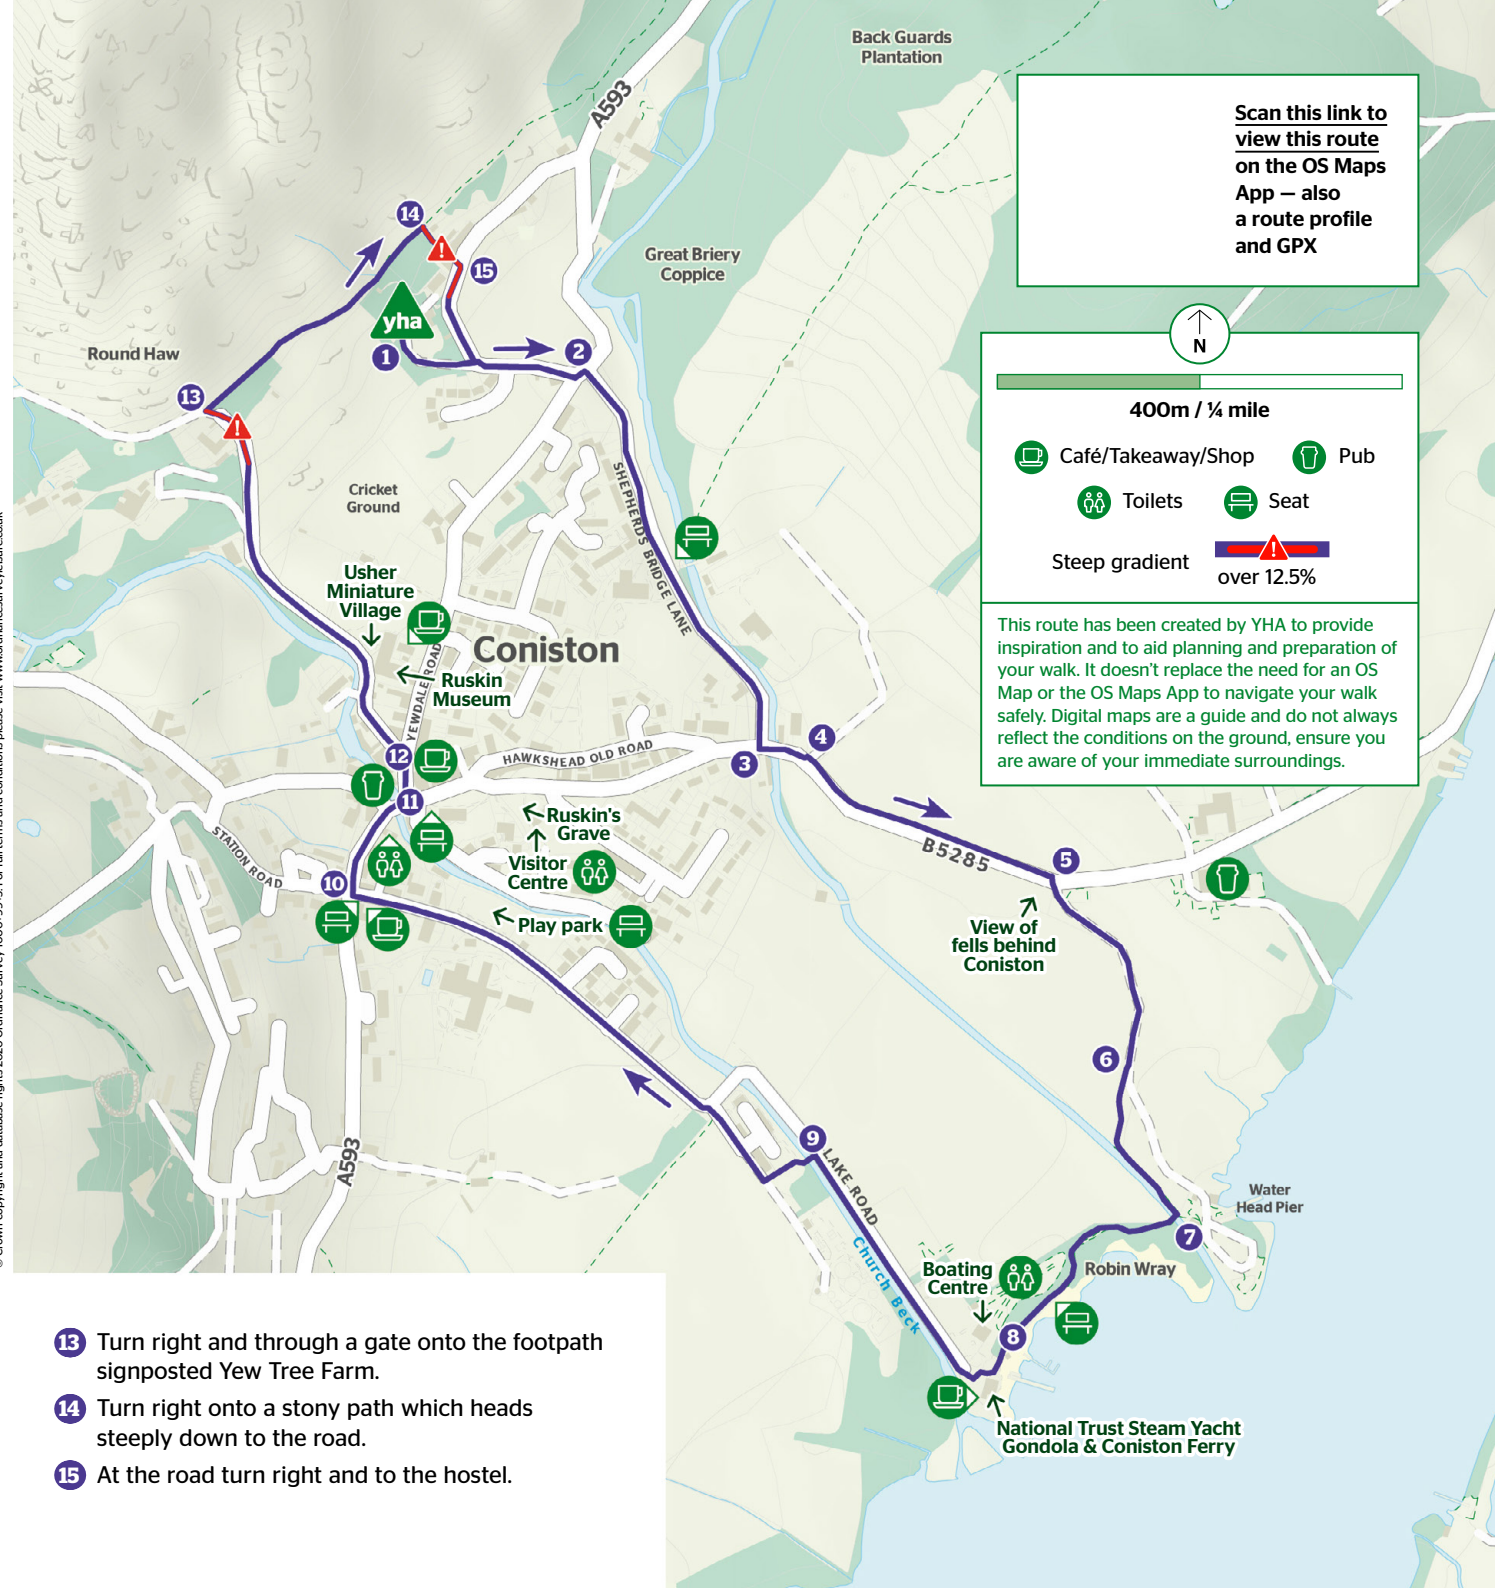 Back Guards
Plantation
A593
Scan this link to
view this route
on the OS Maps
App — also
a route profile
and GPX
14
15
Great Briery
Coppice
yha
1
2
Round Haw
13
N
400m / ¼ mile
Café/Takeaway/Shop
Pub
Toilets
Seat
Steep gradient
over 12.5%
Cricket
Ground
SHEPHERDS BRIDGE LANE
Usher
Miniature
Village
Coniston
Ruskin
Museum
YEWDALE ROAD
This route has been created by YHA to provide
inspiration and to aid planning and preparation of
your walk. It doesn't replace the need for an OS
Map or the OS Maps App to navigate your walk
safely. Digital maps are a guide and do not always
reflect the conditions on the ground, ensure you
are aware of your immediate surroundings.
12
HAWKSHEAD OLD ROAD
3
4
11
Ruskin's
Grave
Visitor
Centre
STATION ROAD
10
Play park
B5285
5
View of
fells behind
Coniston
6
A593
9
LAKE ROAD
Church Beck
Water
Head Pier
7
Robin Wray
Boating
Centre
8
National Trust Steam Yacht
Gondola & Coniston Ferry
13 Turn right and through a gate onto the footpath
signposted Yew Tree Farm.
14 Turn right onto a stony path which heads
steeply down to the road.
15 At the road turn right and to the hostel.